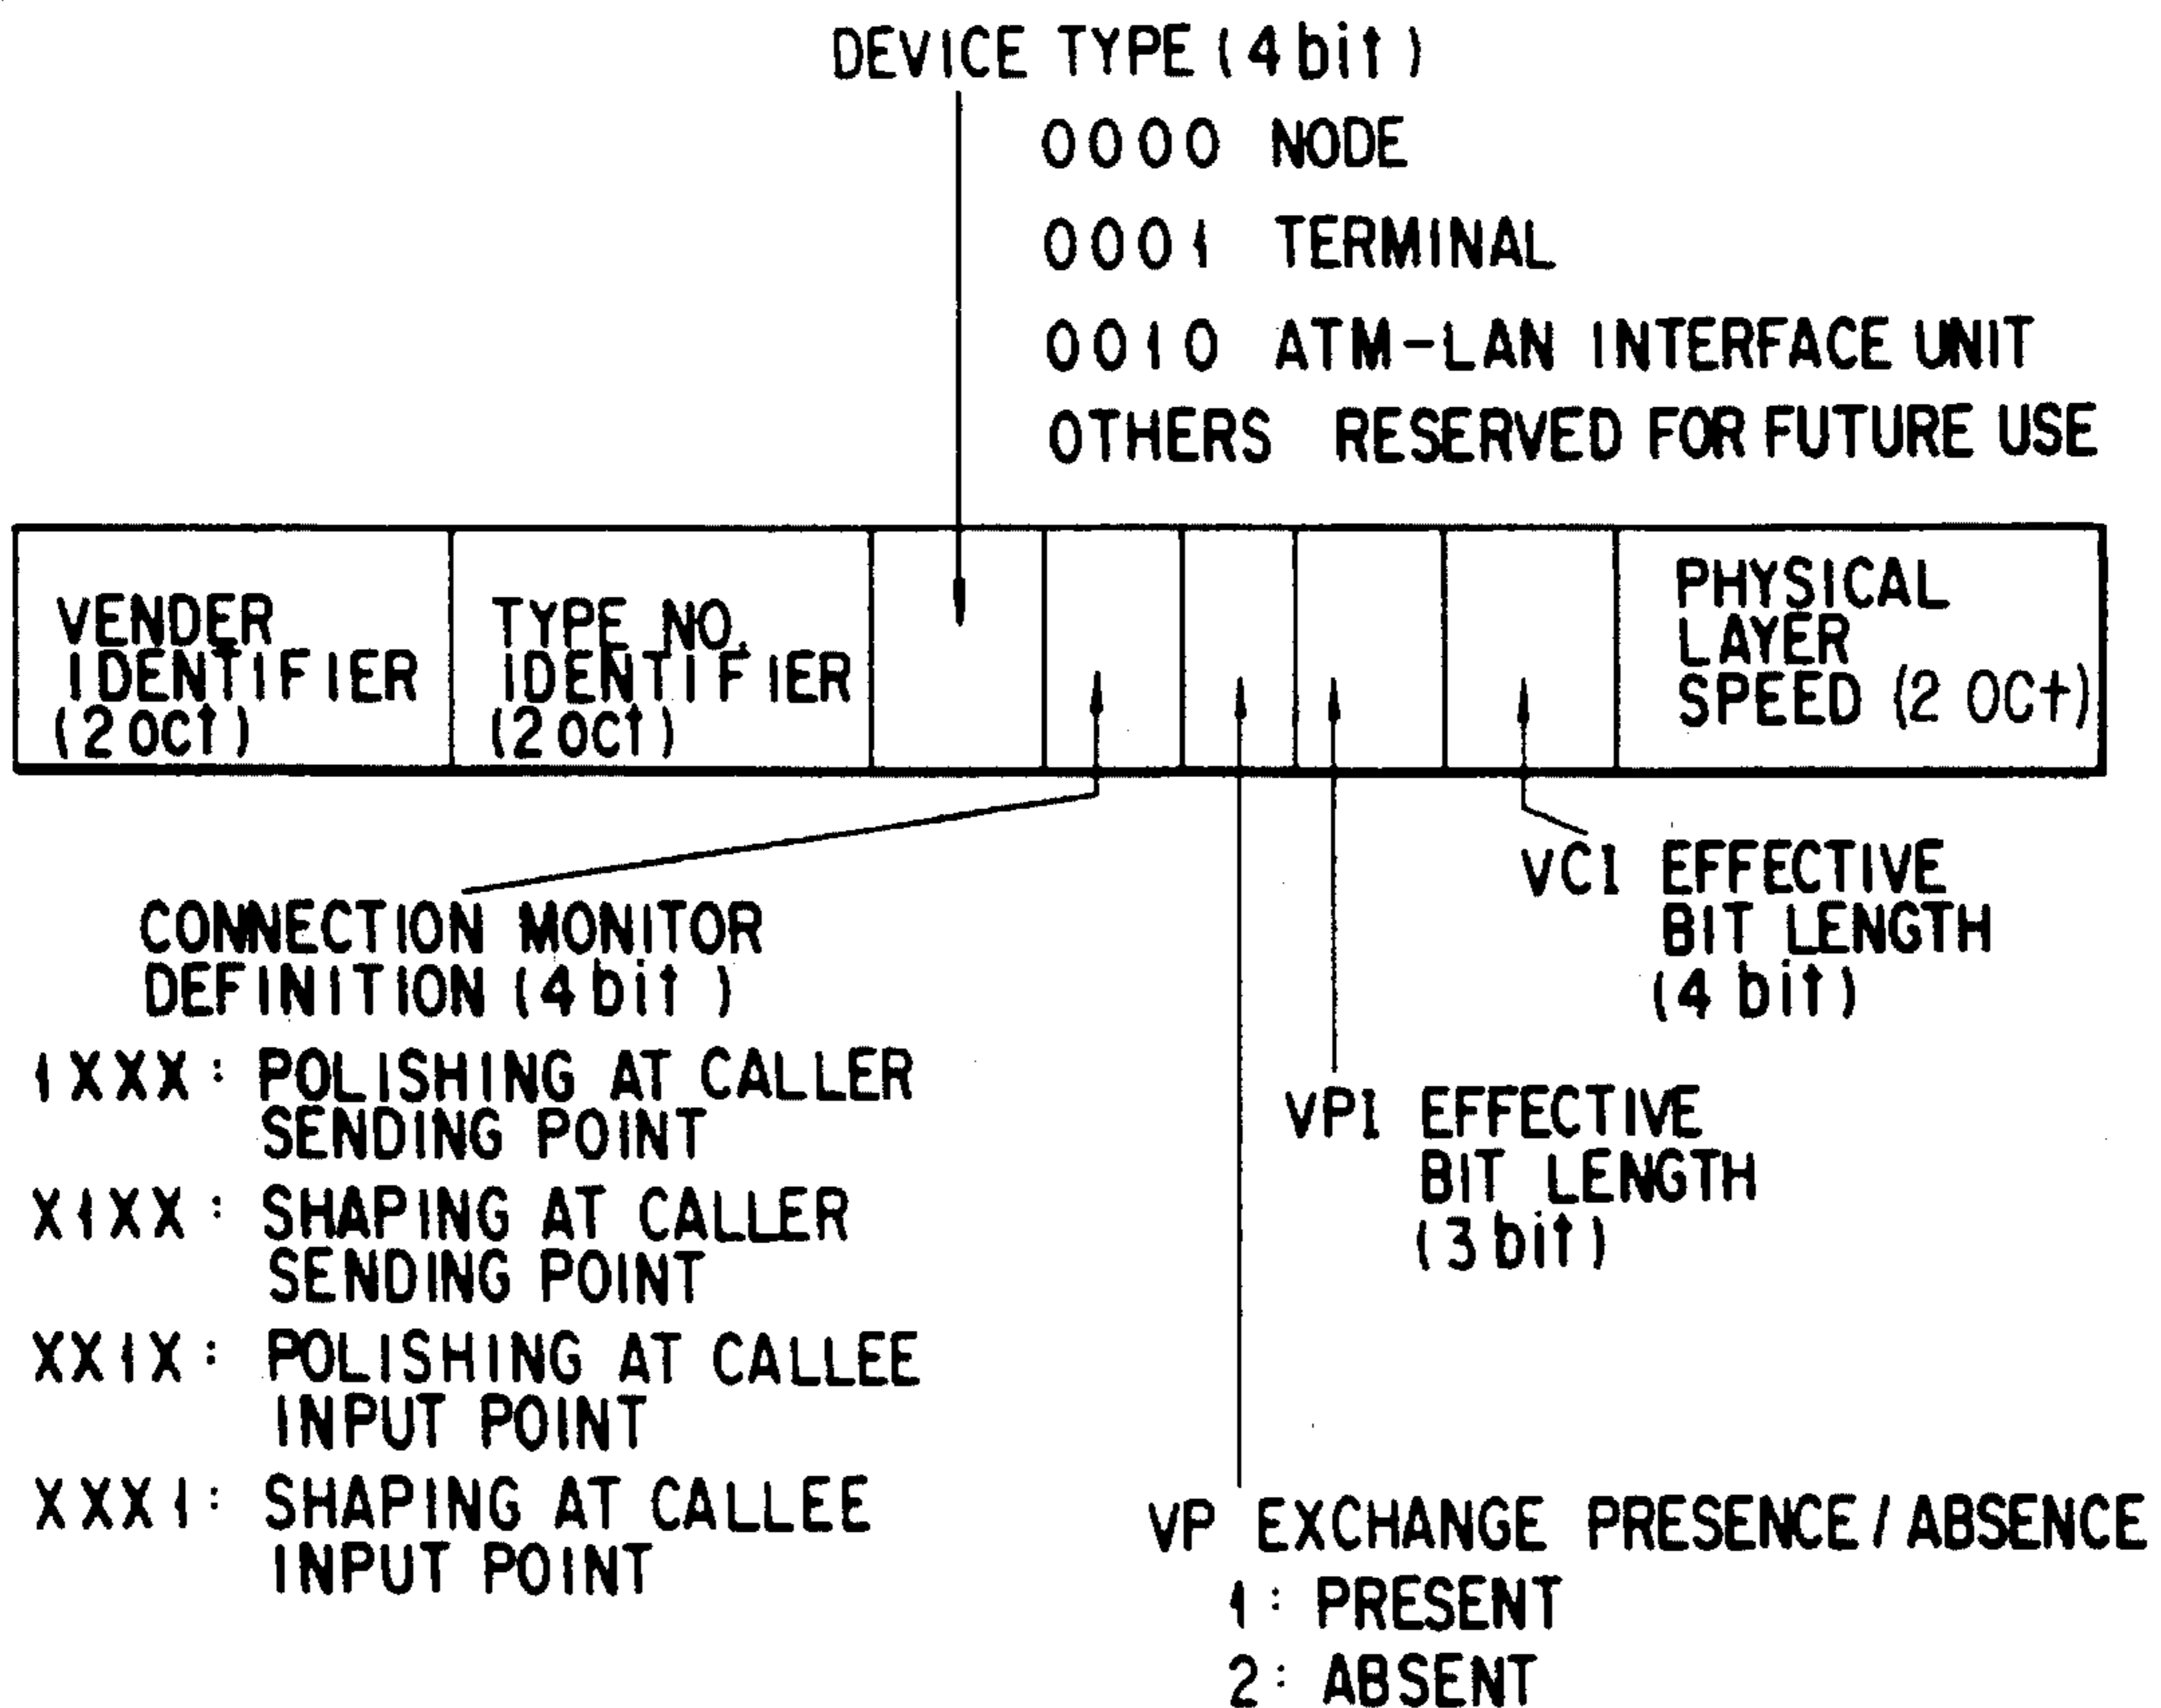 DEVICE TYPE (4 bit)
0000 NODE
0001 TERMINAL
0010 ATM-LAN INTERFACE UNIT
OTHERS RESERVED FOR FUTURE USE
VENDER
IDENTIFIER
(2 OCt)
TYPE NO.
IDENTIFIER
(2 OCt)
PHYSICAL
LAYER
SPEED (2 OCt)
CONNECTION MONITOR
DEFINITION (4 bit)
1XXX: POLISHING AT CALLER
SENDING POINT
X1XX: SHAPING AT CALLER
SENDING POINT
XX1X: POLISHING AT CALLEE
INPUT POINT
XXX1: SHAPING AT CALLEE
INPUT POINT
VCI EFFECTIVE
BIT LENGTH
(4 bit)
VPI EFFECTIVE
BIT LENGTH
(3 bit)
VP EXCHANGE PRESENCE/ABSENCE
1: PRESENT
2: ABSENT